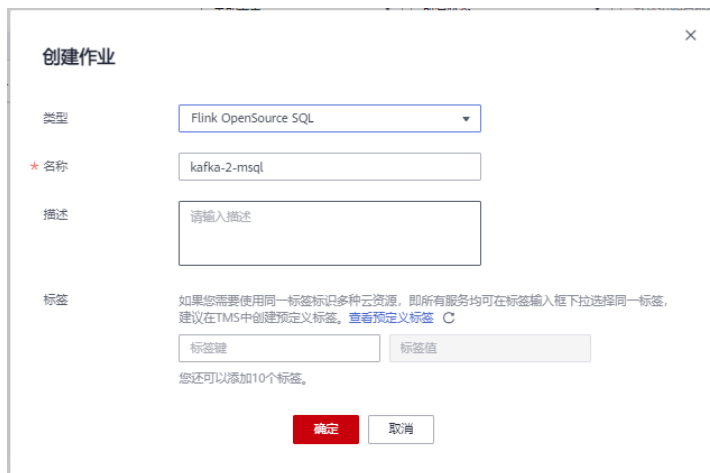 创建作业
类型
Flink OpenSource SQL
* 名称
kafka-2-msql
描述
请输入描述
标签
如果您需要使用同一标签标识多种云资源，即所有服务均可在标签输入框下拉选择同一标签，
建议在TMS中创建预定义标签。查看预定义标签
标签键
标签值
您还可以添加10个标签。
确定
取消